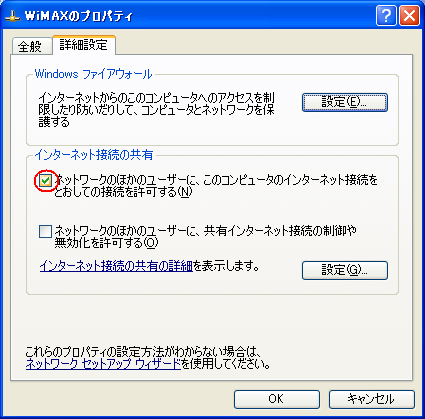 WiMAXのプロパティ
全般 詳細設定
Windows ファイアウォール
インターネットからのこのコンピュータへのアクセスを制
限したり防いだりして、コンピュータとネットワークを保
護する
設定(E)...
インターネット接続の共有
ネットワークのほかのユーザーに、このコンピュータのインターネット接続を
とおしての接続を許可する(N)
ネットワークのほかのユーザーに、共有インターネット接続の制御や
無効化を許可する(O)
インターネット接続の共有の詳細を表示します。
設定(G)...
これらのプロパティの設定方法がわからない場合は、
ネットワーク セットアップ ウィザードを使用してください。
OK キャンセル